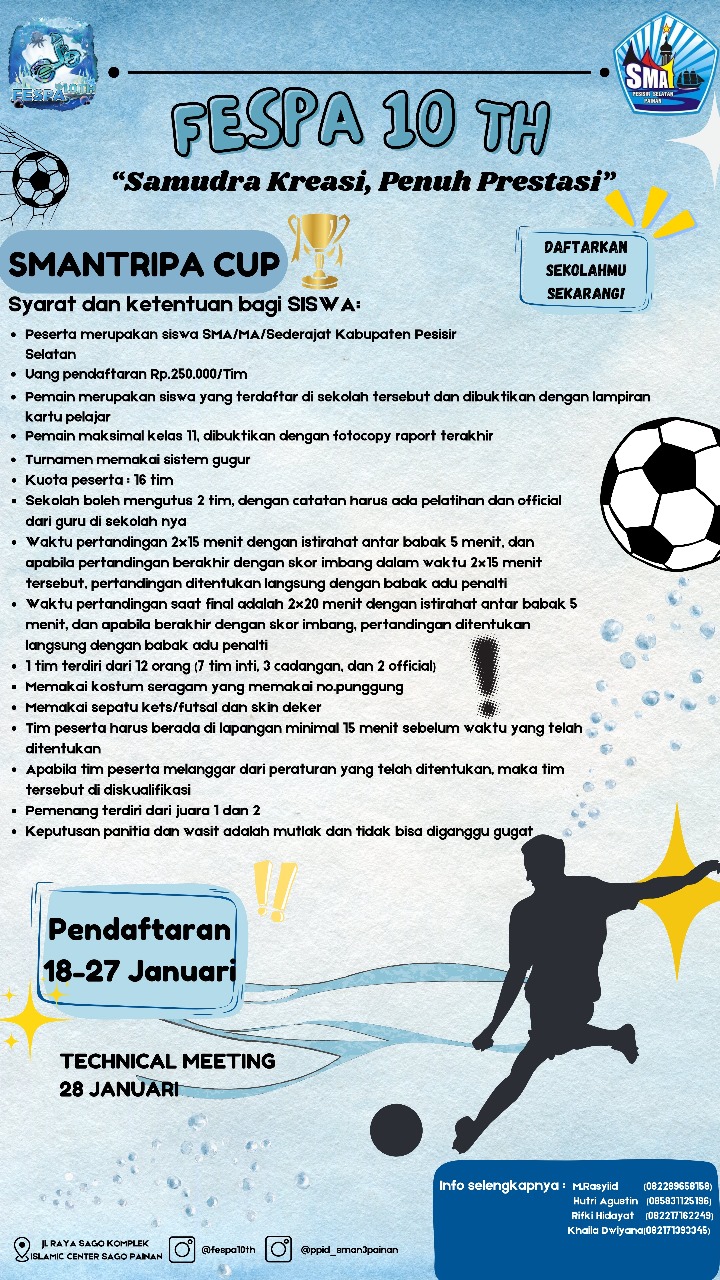 FESPA 10TH
SMA
PESISIR SELATAN
PAINAN
FESPA 10 TH
“Samudra Kreasi, Penuh Prestasi”
SMANTRIPA CUP
DAFTARKAN
SEKOLAHMU
SEKARANG!
Syarat dan ketentuan bagi SISWA:
• Peserta merupakan siswa SMA/MA/Sederajat Kabupaten Pesisir
Selatan
• Uang pendaftaran Rp.250.000/Tim
• Pemain merupakan siswa yang terdaftar di sekolah tersebut dan dibuktikan dengan lampiran
kartu pelajar
• Pemain maksimal kelas 11, dibuktikan dengan fotocopy raport terakhir
• Turnamen memakai sistem gugur
• Kuota peserta : 16 tim
• Sekolah boleh mengutus 2 tim, dengan catatan harus ada pelatihan dan official
dari guru di sekolah nya
• Waktu pertandingan 2x15 menit dengan istirahat antar babak 5 menit, dan
apabila pertandingan berakhir dengan skor imbang dalam waktu 2x15 menit
tersebut, pertandingan ditentukan langsung dengan babak adu penalti
• Waktu pertandingan saat final adalah 2x20 menit dengan istirahat antar babak 5
menit, dan apabila berakhir dengan skor imbang, pertandingan ditentukan
langsung dengan babak adu penalti
• 1 tim terdiri dari 12 orang (7 tim inti, 3 cadangan, dan 2 official)
• Memakai kostum seragam yang memakai no.punggung
• Memakai sepatu kets/futsal dan skin deker
• Tim peserta harus berada di lapangan minimal 15 menit sebelum waktu yang telah
ditentukan
• Apabila tim peserta melanggar dari peraturan yang telah ditentukan, maka tim
tersebut di diskualifikasi
• Pemenang terdiri dari juara 1 dan 2
• Keputusan panitia dan wasit adalah mutlak dan tidak bisa diganggu gugat
Pendaftaran
18-27 Januari
TECHNICAL MEETING
28 JANUARI
Info selengkapnya : M.Rasyiid (082289658158)
Hutri Agustin (085831125196)
Rifki Hidayat (082217162249)
Khalla Dwiyana(082171393345)
Jl. RAYA SAGO KOMPLEK
ISLAMIC CENTER SAGO PAINAN
@fespa10th
@ppid_sman3painan